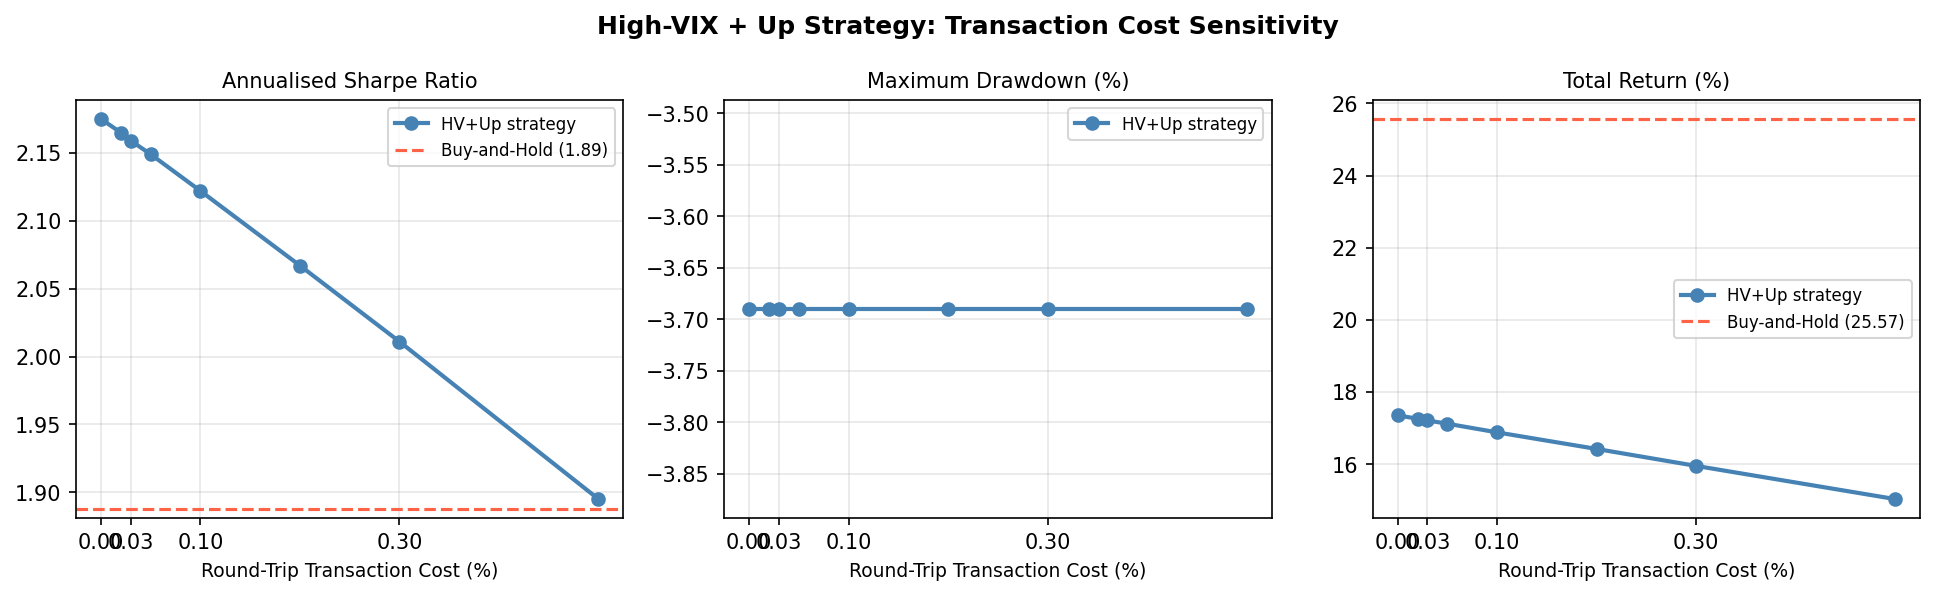 High-VIX + Up Strategy: Transaction Cost Sensitivity
Annualised Sharpe Ratio
HV+Up strategy
Buy-and-Hold (1.89)
2.15
2.10
2.05
2.00
1.95
1.90
0.00
0.03
0.10
0.30
Round-Trip Transaction Cost (%)
Maximum Drawdown (%)
HV+Up strategy
−3.50
−3.55
−3.60
−3.65
−3.70
−3.75
−3.80
−3.85
0.00
0.03
0.10
0.30
Round-Trip Transaction Cost (%)
Total Return (%)
26
24
22
20
18
16
HV+Up strategy
Buy-and-Hold (25.57)
0.00
0.03
0.10
0.30
Round-Trip Transaction Cost (%)